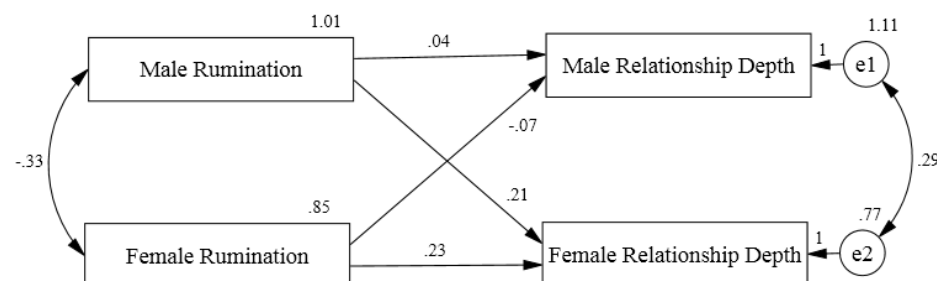 1.01
1.11
Male Rumination
.04
Male Relationship Depth
1
e1
-.07
-.33
.29
.21
.85
.77
Female Rumination
.23
Female Relationship Depth
1
e2